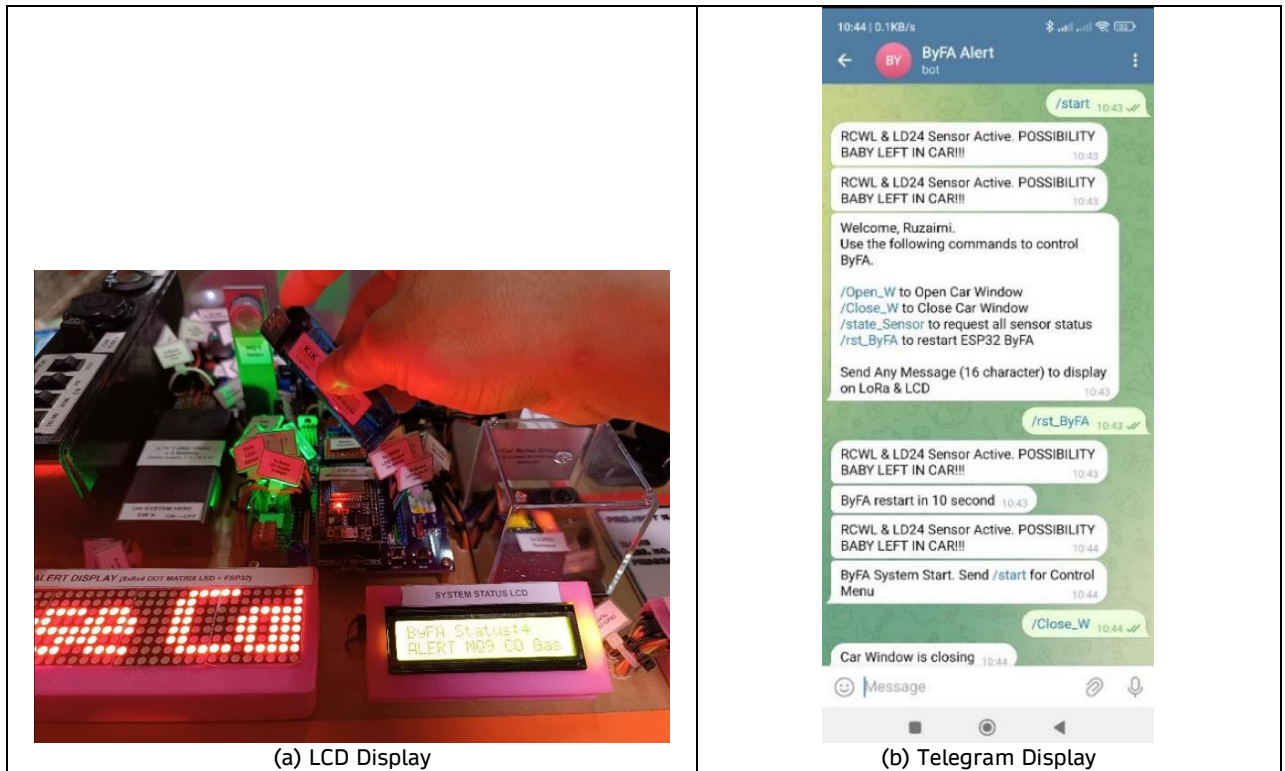 KiK
ALERT DISPLAY (8x8x4 DOT MATRIX LED + ESP32)
se Cd
SYSTEM STATUS LCD
ByFA Status:4
ALERT MQ9 CO Gas
(a) LCD Display
10:44 | 0.1KB/s
BY
ByFA Alert
bot
/start 10:43
RCWL & LD24 Sensor Active. POSSIBILITY
BABY LEFT IN CAR!!!
10:43
RCWL & LD24 Sensor Active. POSSIBILITY
BABY LEFT IN CAR!!!
10:43
Welcome, Ruzaimi.
Use the following commands to control
ByFA.
/Open_W to Open Car Window
/Close_W to Close Car Window
/state_Sensor to request all sensor status
/rst_ByFA to restart ESP32 ByFA
Send Any Message (16 character) to display
on LoRa & LCD
10:43
/rst_ByFA 10:43
RCWL & LD24 Sensor Active. POSSIBILITY
BABY LEFT IN CAR!!!
10:43
ByFA restart in 10 second 10:43
RCWL & LD24 Sensor Active. POSSIBILITY
BABY LEFT IN CAR!!!
10:44
ByFA System Start. Send /start for Control
Menu
10:44
/Close_W 10:44
Car Window is closing 10:44
Message
(b) Telegram Display